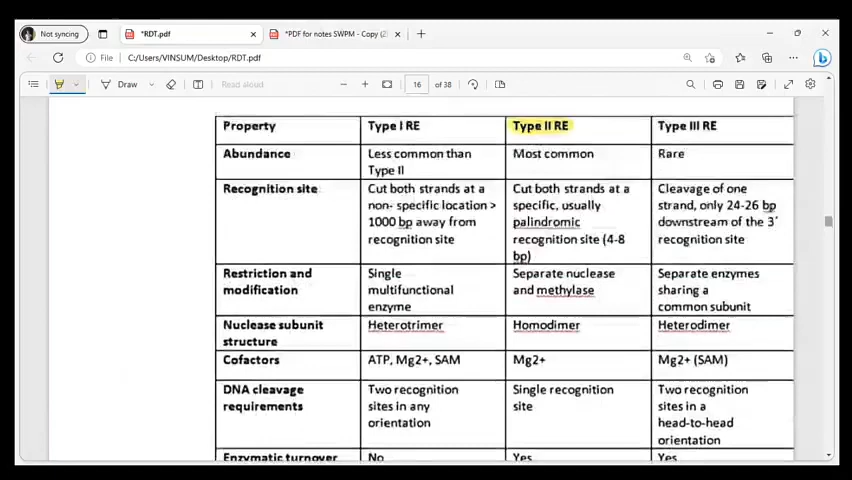 Not syncing
*RDT.pdf
*PDF for notes SWPM - Copy (2
File
C:/Users/VINSUM/Desktop/RDT.pdf
Draw
Read aloud
16
of 38
Property
Type I RE
Type II RE
Type III RE
Abundance
Less common than
Type II
Most common
Rare
Recognition site
Cut both strands at a
non- specific location >
1000 bp away from
recognition site
Cut both strands at a
specific, usually
palindromic
recognition site (4-8
bp)
Cleavage of one
strand, only 24-26 bp
downstream of the 3´
recognition site
Restriction and
modification
Single
multifunctional
enzyme
Separate nuclease
and methylase
Separate enzymes
sharing a
common subunit
Nuclease subunit
structure
Heterotrimer
Homodimer
Heterodimer
Cofactors
ATP, Mg2+, SAM
Mg2+
Mg2+ (SAM)
DNA cleavage
requirements
Two recognition
sites in any
orientation
Single recognition
site
Two recognition
sites in a
head-to-head
orientation
Enzymatic turnover
No
Yes
Yes